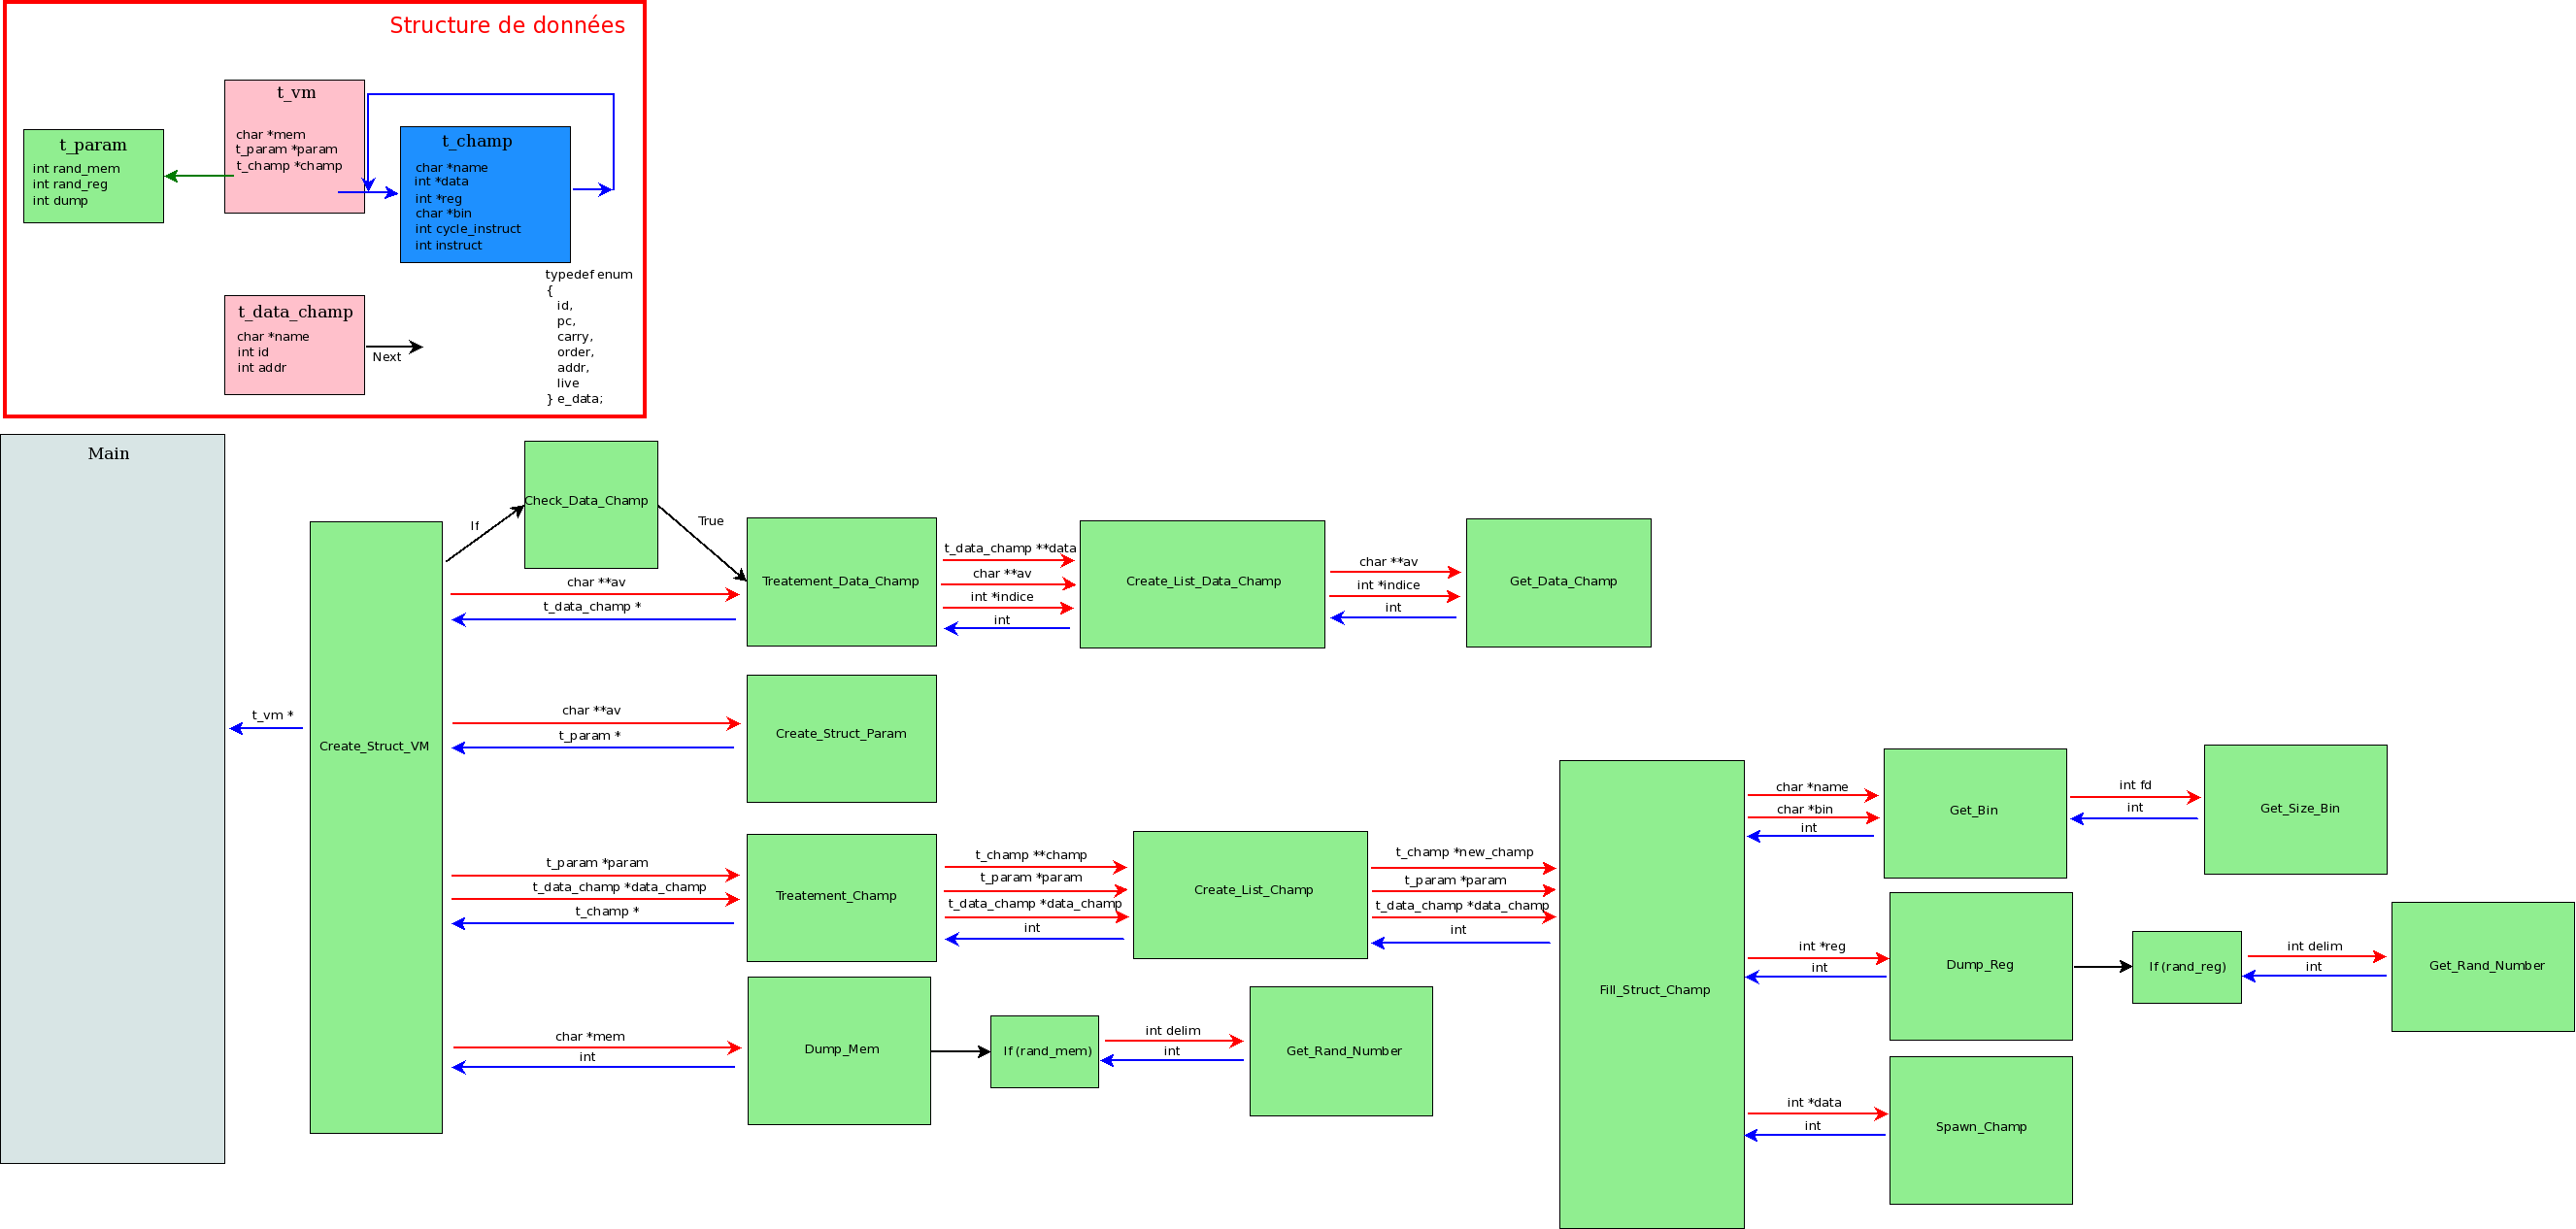 Structure de données
t_vm
char *mem
t_param *param
t_champ *champ
t_param
int rand_mem
int rand_reg
int dump
t_champ
char *name
int *data
int *reg
char *bin
int cycle_instruct
int instruct
t_data_champ
char *name
int id
int addr
Next
typedef enum
{
id,
pc,
carry,
order,
addr,
live
} e_data;
Main
t_vm *
Create_Struct_VM
If
Check_Data_Champ
True
char **av
t_data_champ *
Treatement_Data_Champ
t_data_champ **data
char **av
int *indice
int
Create_List_Data_Champ
char **av
int *indice
int
Get_Data_Champ
char **av
t_param *
Create_Struct_Param
t_param *param
t_data_champ *data_champ
t_champ *
Treatement_Champ
t_champ **champ
t_param *param
t_data_champ *data_champ
int
Create_List_Champ
t_champ *new_champ
t_param *param
t_data_champ *data_champ
int
Fill_Struct_Champ
char *name
char *bin
int
Get_Bin
int fd
int
Get_Size_Bin
int *reg
int
Dump_Reg
If (rand_reg)
int delim
int
Get_Rand_Number
int *data
int
Spawn_Champ
char *mem
int
Dump_Mem
If (rand_mem)
int delim
int
Get_Rand_Number